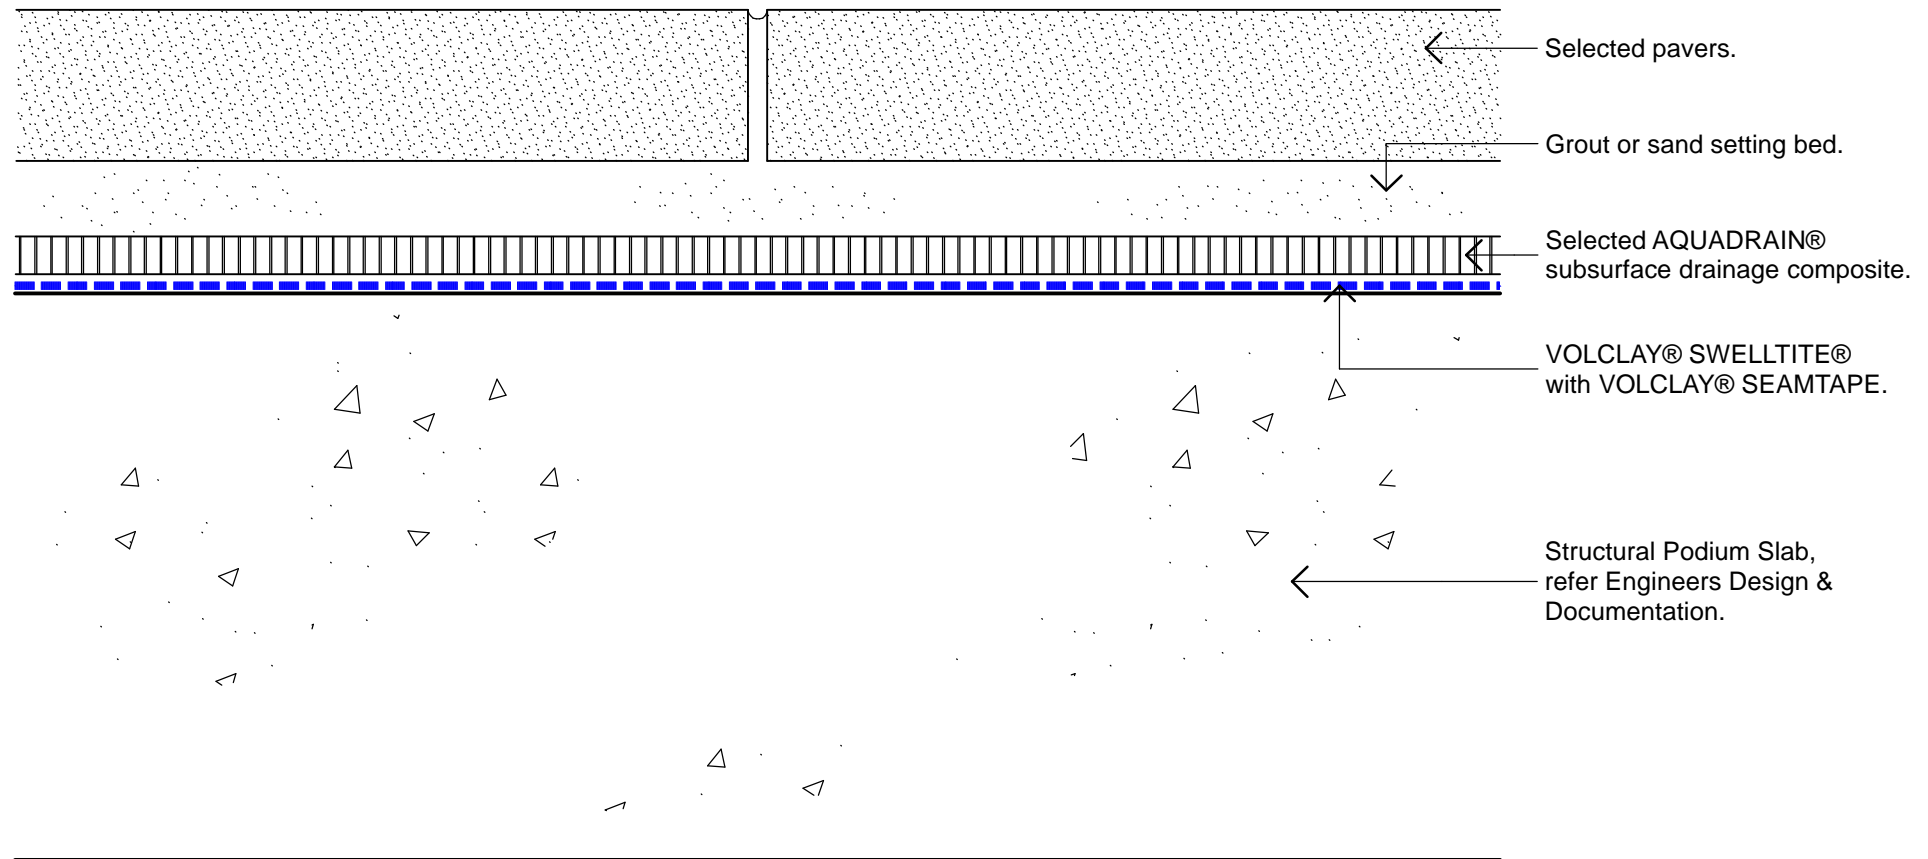 Selected pavers.
Grout or sand setting bed.
Selected AQUADRAIN®
subsurface drainage composite.
VOLCLAY® SWELLTITE®
with VOLCLAY® SEAMTAPE.
Structural Podium Slab,
refer Engineers Design &
Documentation.